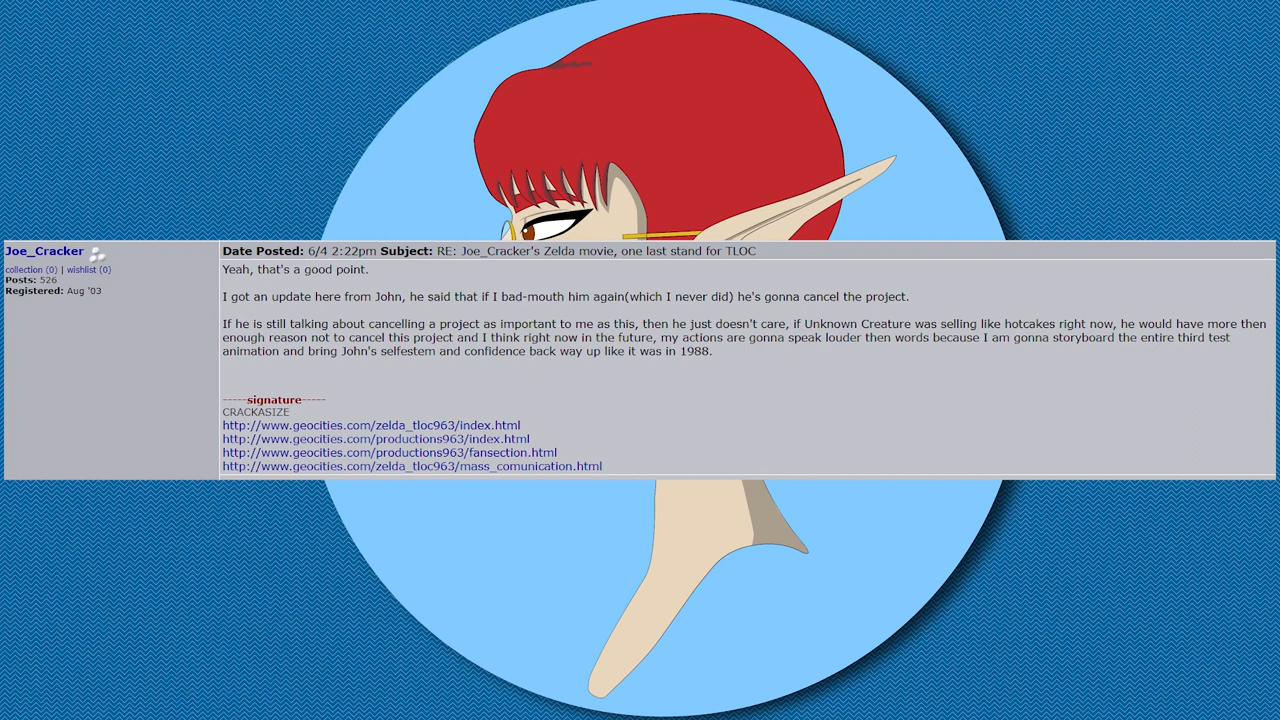 Joe_Cracker
collection (0) | wishlist (0)
Posts: 526
Registered: Aug '03
Date Posted: 6/4 2:22pm Subject: RE: Joe_Cracker's Zelda movie, one last stand for TLOC
Yeah, that's a good point.
I got an update here from John, he said that if I bad-mouth him again(which I never did) he's gonna cancel the project.
If he is still talking about cancelling a project as important to me as this, then he just doesn't care, if Unknown Creature was selling like hotcakes right now, he would have more then
enough reason not to cancel this project and I think right now in the future, my actions are gonna speak louder then words because I am gonna storyboard the entire third test
animation and bring John's selfestem and confidence back way up like it was in 1988.
-----signature-----
CRACKASIZE
http://www.geocities.com/zelda_tloc963/index.html
http://www.geocities.com/productions963/index.html
http://www.geocities.com/productions963/fansection.html
http://www.geocities.com/zelda_tloc963/mass_comunication.html